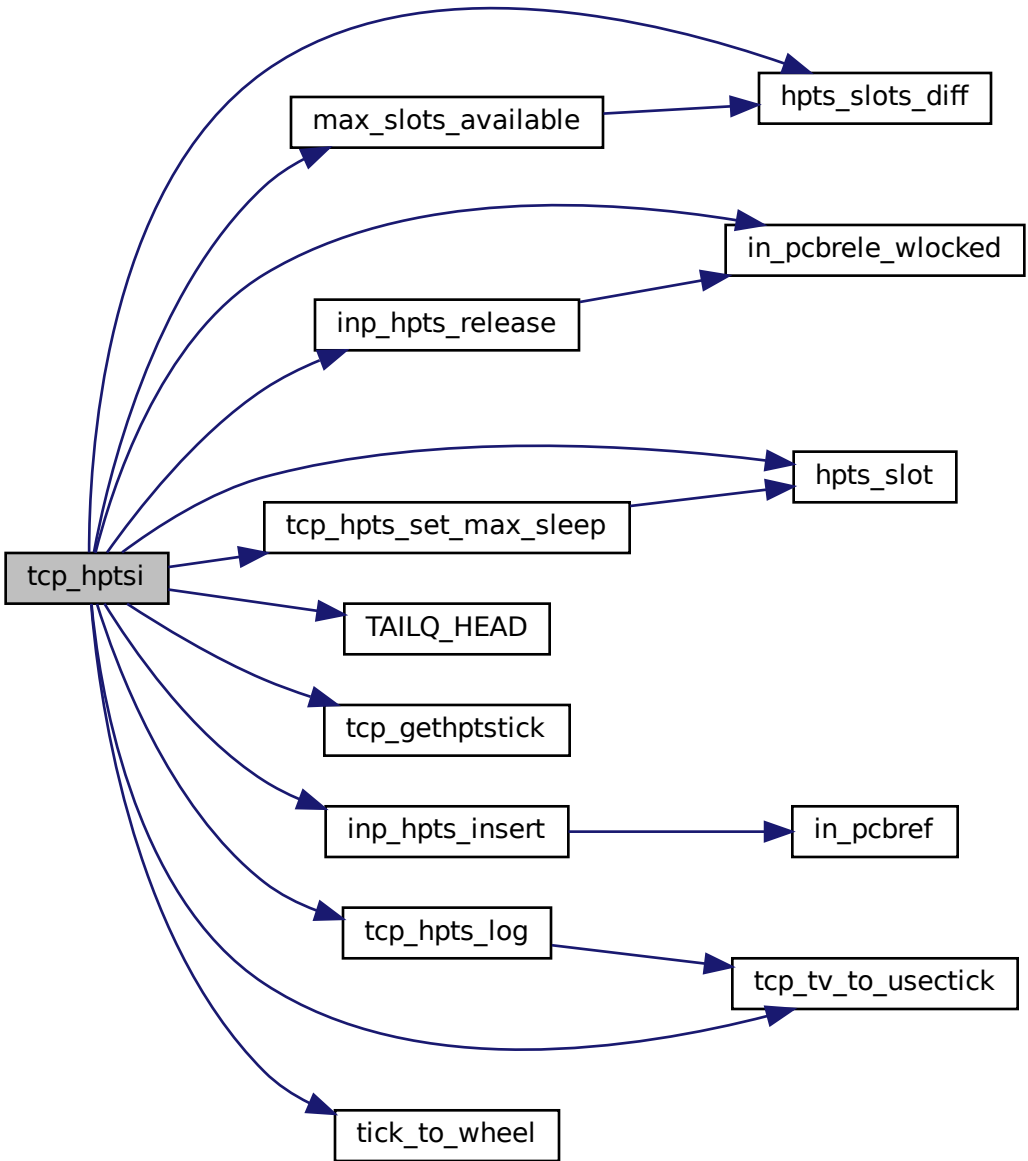 hpts_slots_diff
max_slots_available
in_pcbrele_wlocked
inp_hpts_release
hpts_slot
tcp_hpts_set_max_sleep
tcp_hptsi
TAILQ_HEAD
tcp_gethptstick
inp_hpts_insert
in_pcbref
tcp_hpts_log
tcp_tv_to_usectick
tick_to_wheel